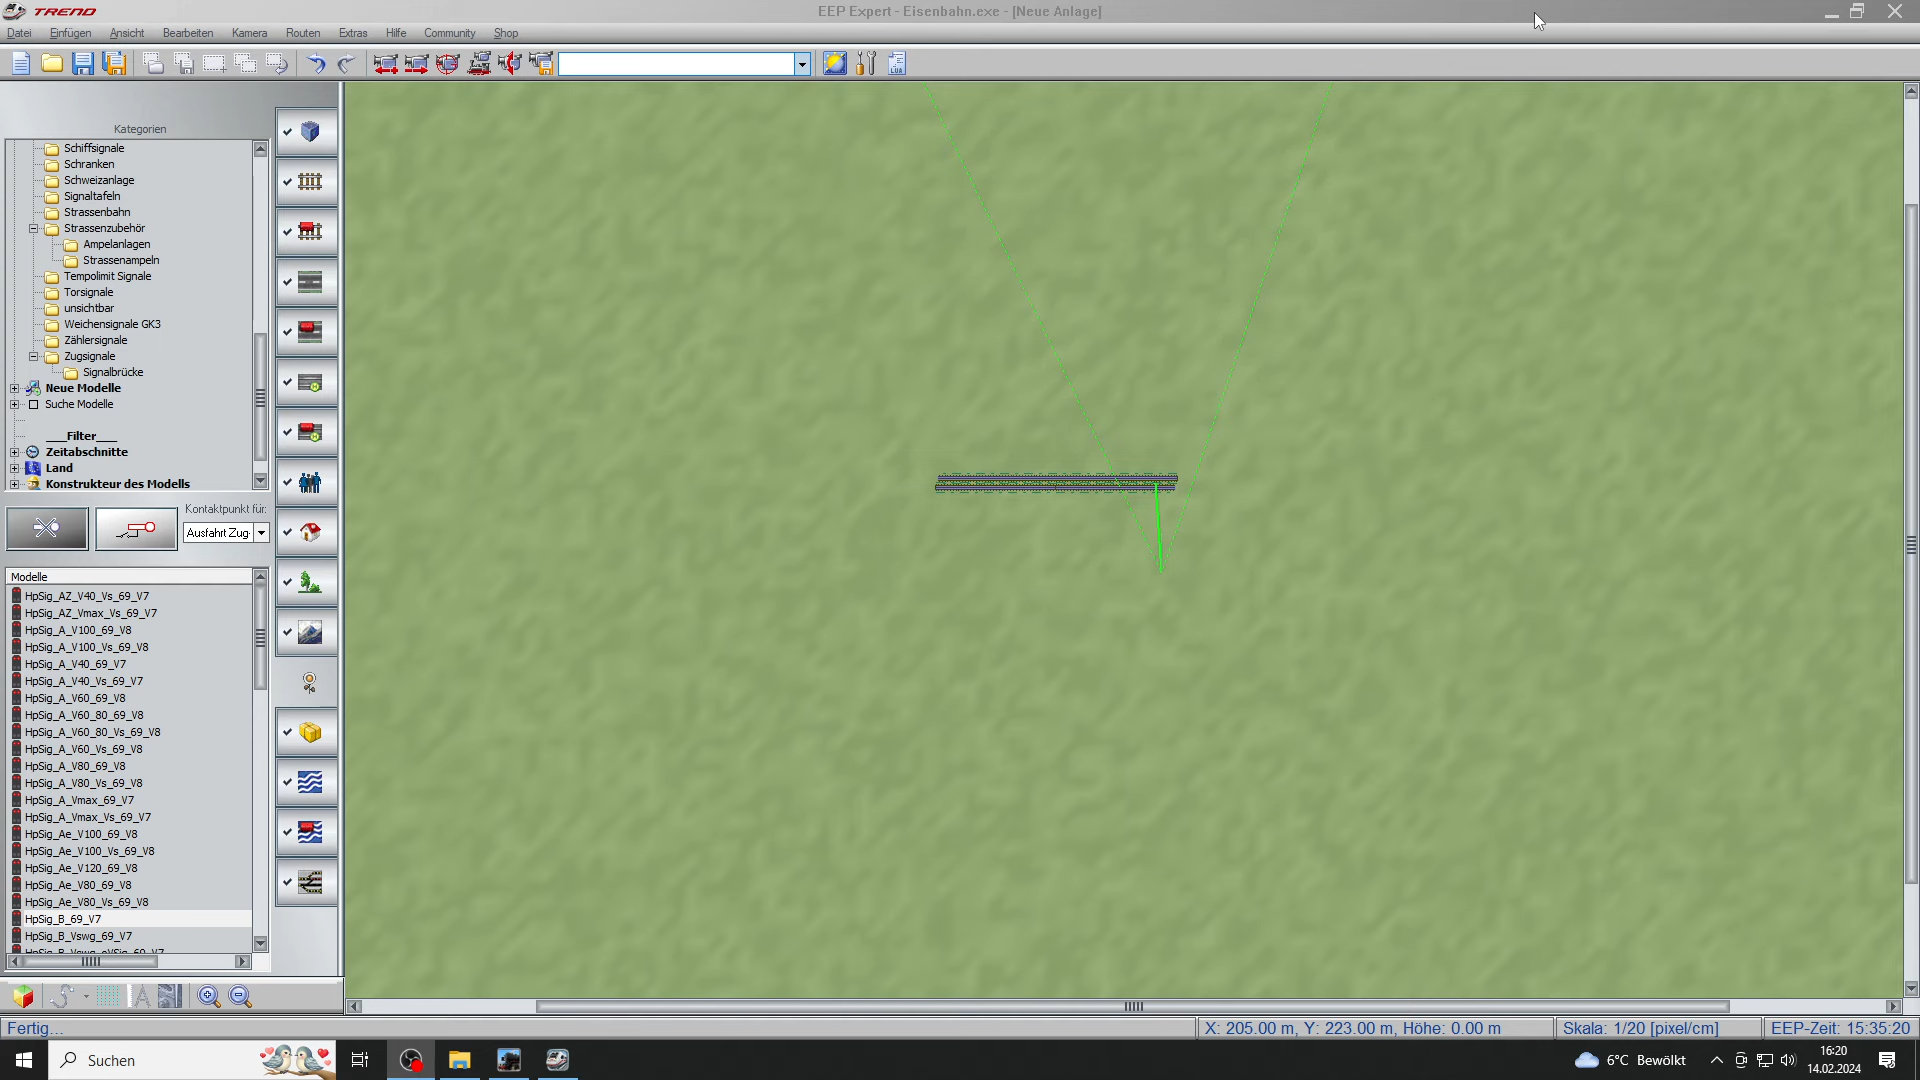 TREND
EEP Expert - Eisenbahn.exe - [Neue Anlage]
Datei Einfügen Ansicht Bearbeiten Kamera Routen Extras Hilfe Community Shop
LUA
Kategorien
Schiffsignale
Schranken
Schweizanlage
Signaltafeln
Strassenbahn
Strassenzubehör
Ampelanlagen
Strassenampeln
Tempolimit Signale
Torsignale
unsichtbar
Weichensignale GK3
Zählersignale
Zugsignale
Signalbrücke
Neue Modelle
Suche Modelle
___Filter___
Zeitabschnitte
Land
Konstrukteur des Modells
Kontaktpunkt für:
Ausfahrt Zug-
Modelle
HpSig_AZ_V40_Vs_69_V7
HpSig_AZ_Vmax_Vs_69_V7
HpSig_A_V100_69_V8
HpSig_A_V100_Vs_69_V8
HpSig_A_V40_69_V7
HpSig_A_V40_Vs_69_V7
HpSig_A_V60_69_V8
HpSig_A_V60_80_69_V8
HpSig_A_V60_80_Vs_69_V8
HpSig_A_V60_Vs_69_V8
HpSig_A_V80_69_V8
HpSig_A_V80_Vs_69_V8
HpSig_A_Vmax_69_V7
HpSig_A_Vmax_Vs_69_V7
HpSig_Ae_V100_69_V8
HpSig_Ae_V100_Vs_69_V8
HpSig_Ae_V120_69_V8
HpSig_Ae_V80_69_V8
HpSig_Ae_V80_Vs_69_V8
HpSig_B_69_V7
HpSig_B_Vswg_69_V7
Fertig...
X: 205.00 m, Y: 223.00 m, Höhe: 0.00 m
Skala: 1/20 [pixel/cm]
EEP-Zeit: 15:35:20
Suchen
6°C Bewölkt
16:20
14.02.2024